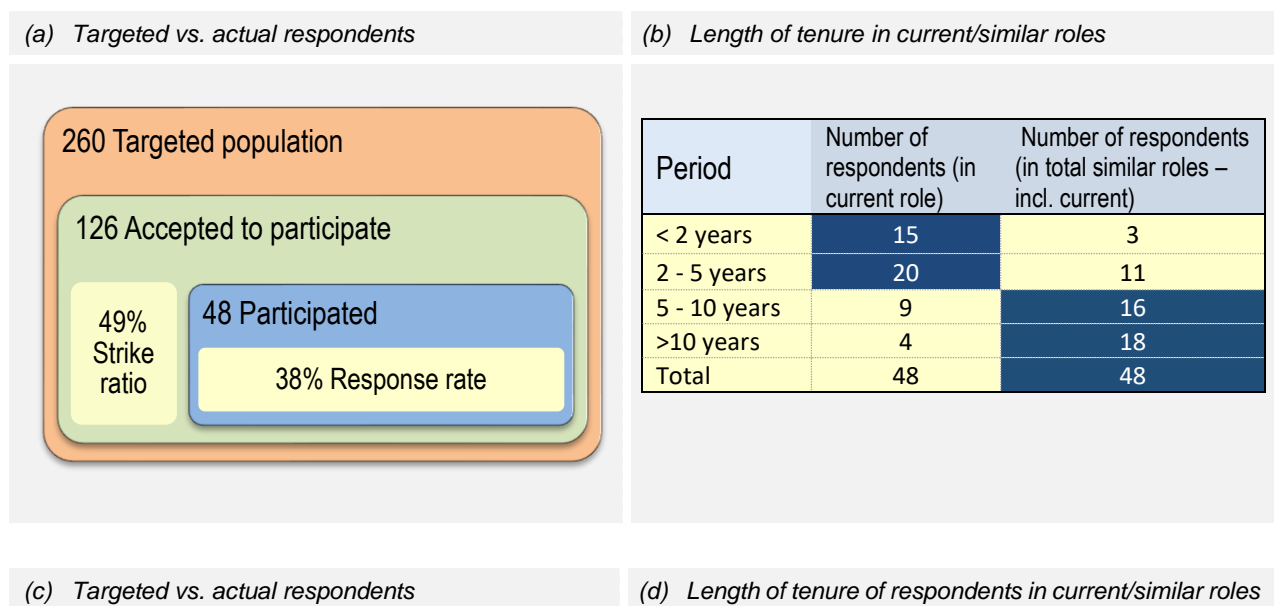 (a) Targeted vs. actual respondents
(b) Length of tenure in current/similar roles
260 Targeted population
126 Accepted to participate
49%
Strike
ratio
48 Participated
38% Response rate
Period
Number of
respondents (in
current role)
Number of respondents
(in total similar roles –
incl. current)
< 2 years 15 3
2 - 5 years 20 11
5 - 10 years 9 16
>10 years 4 18
Total 48 48
(c) Targeted vs. actual respondents
(d) Length of tenure of respondents in current/similar roles